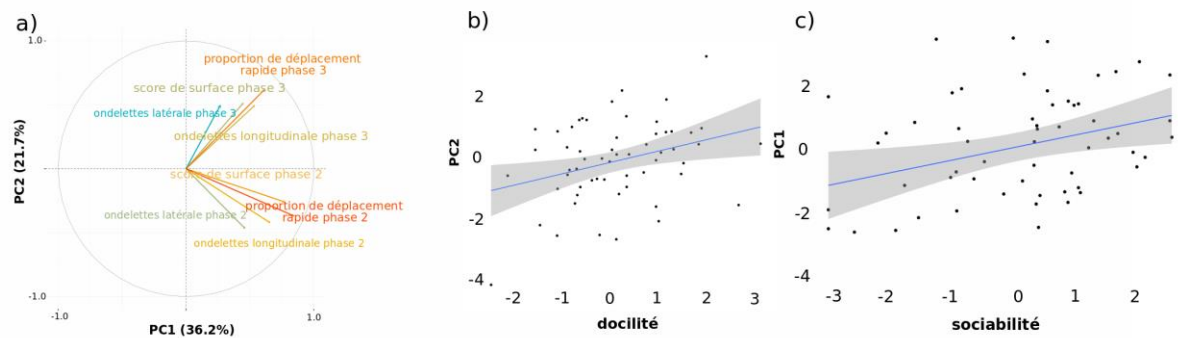 a)
1.0
proportion de déplacement
rapide phase 3
score de surface phase 3
ondelettes latérale phase 3
ondelettes longitudinale phase 3
PC2 (21.7%)
score de surface phase 2
ondelettes latérale phase 2
proportion de déplacement
rapide phase 2
ondelettes longitudinale phase 2
-1.0
-1.0
1.0
PC1 (36.2%)
b)
PC2
2
0
-2
-4
-2
-1
0
1
2
3
docilité
c)
PC1
2
0
-2
-4
-3
-2
-1
0
1
2
sociabilité